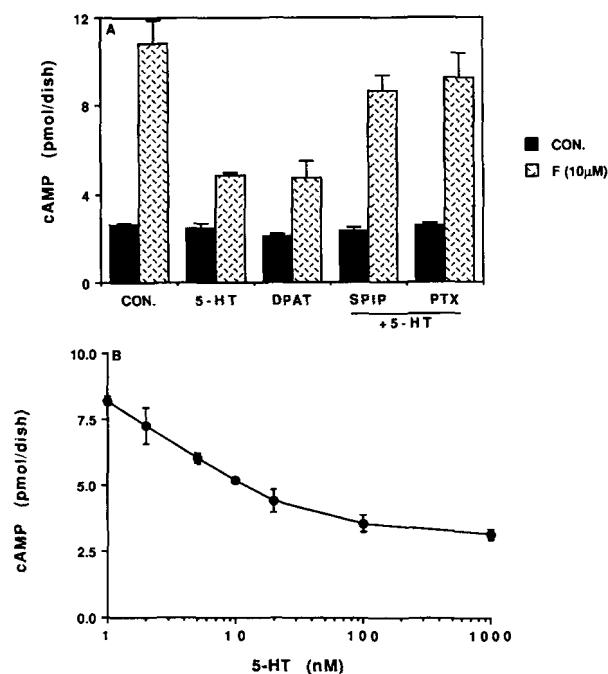 A
12
8
4
0
cAMP (pmol/dish)
CON. 5-HT DPAT SPIP PTX
+5-HT
CON.
F (10µM)
B
10.0
7.5
5.0
2.5
0.0
cAMP (pmol/dish)
1 10 100 1000
5-HT (nM)